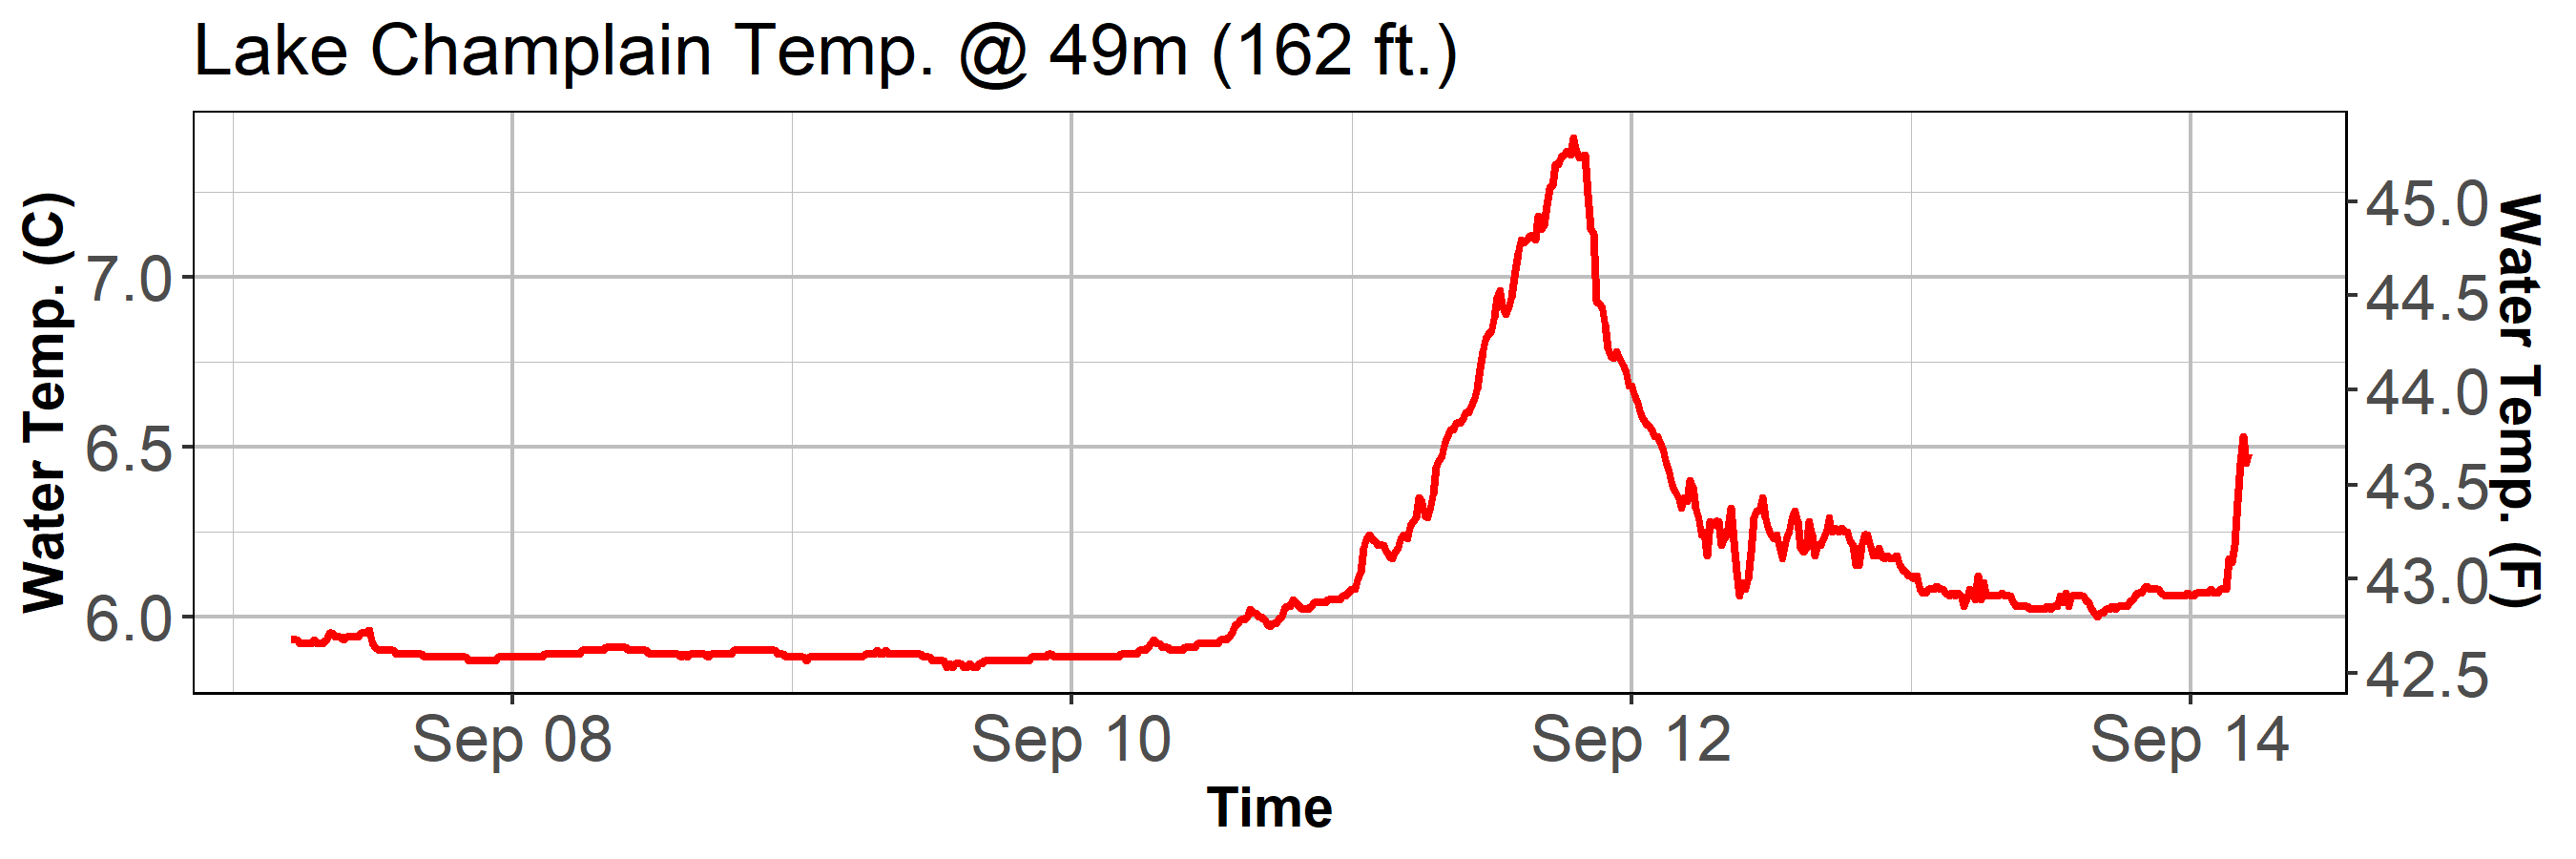 Lake Champlain Temp. @ 49m (162 ft.)
Water Temp. (C)
7.0
6.5
6.0
45.0
44.5
44.0
43.5
43.0
42.5
Water Temp. (F)
Sep 08
Sep 10
Sep 12
Sep 14
Time